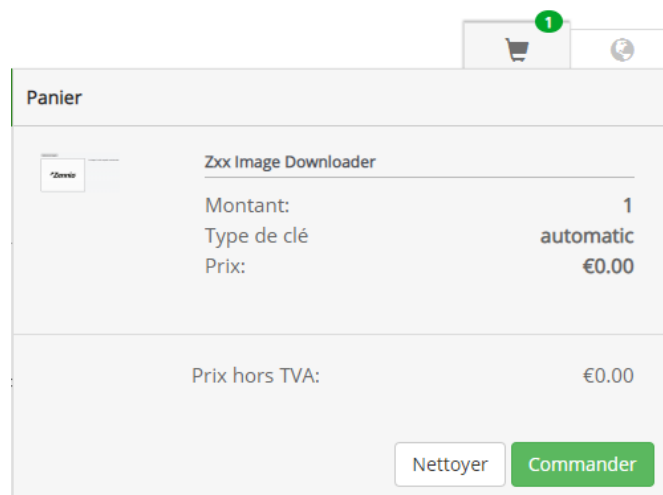 1
Panier
Zxx Image Downloader
Montant: 1
Type de clé automatic
Prix: €0.00
Prix hors TVA: €0.00
Nettoyer Commander